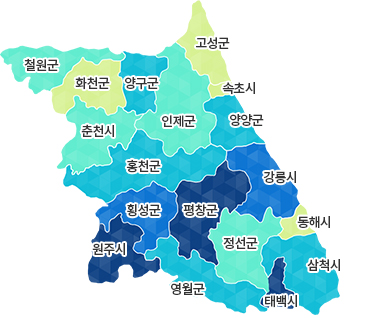 고성군
철원군
화천군
양구군
속초시
인제군
양양군
춘천시
홍천군
강릉시
횡성군
평창군
동해시
원주시
정선군
삼척시
영월군
태백시